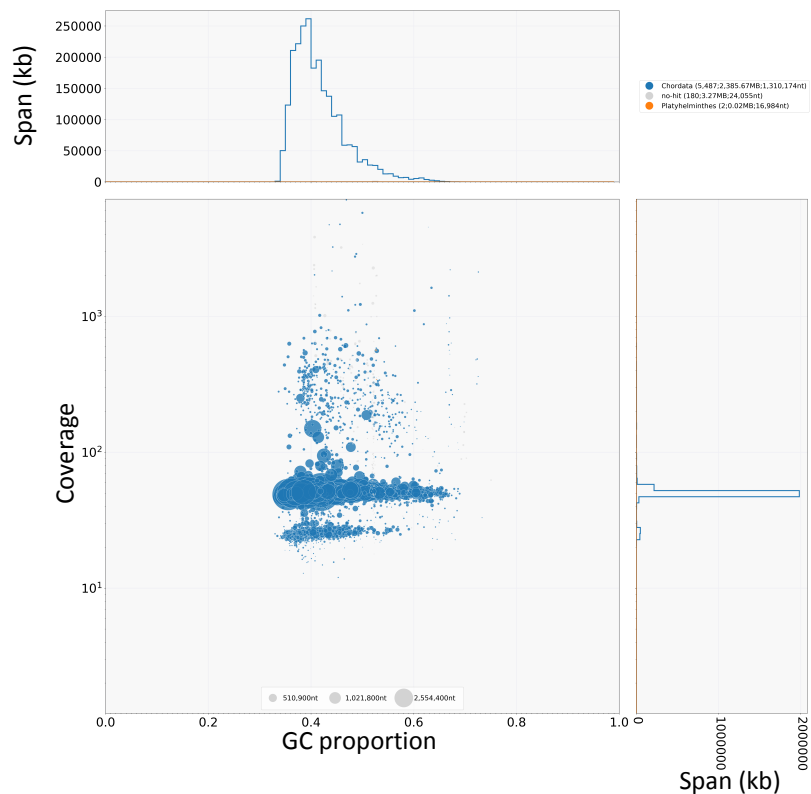 Span (kb)
250000
200000
150000
100000
50000
0
Chordata (5,487;2,385.67MB;1,310,174nt)
no-hit (180;3.27MB;24,055nt)
Platyhelminthes (2;0.02MB;16,984nt)
Coverage
10³
10²
10¹
510,900nt 1,021,800nt 2,554,400nt
0.0 0.2 0.4 0.6 0.8 1.0
GC proportion
0 1000000 2000000
Span (kb)